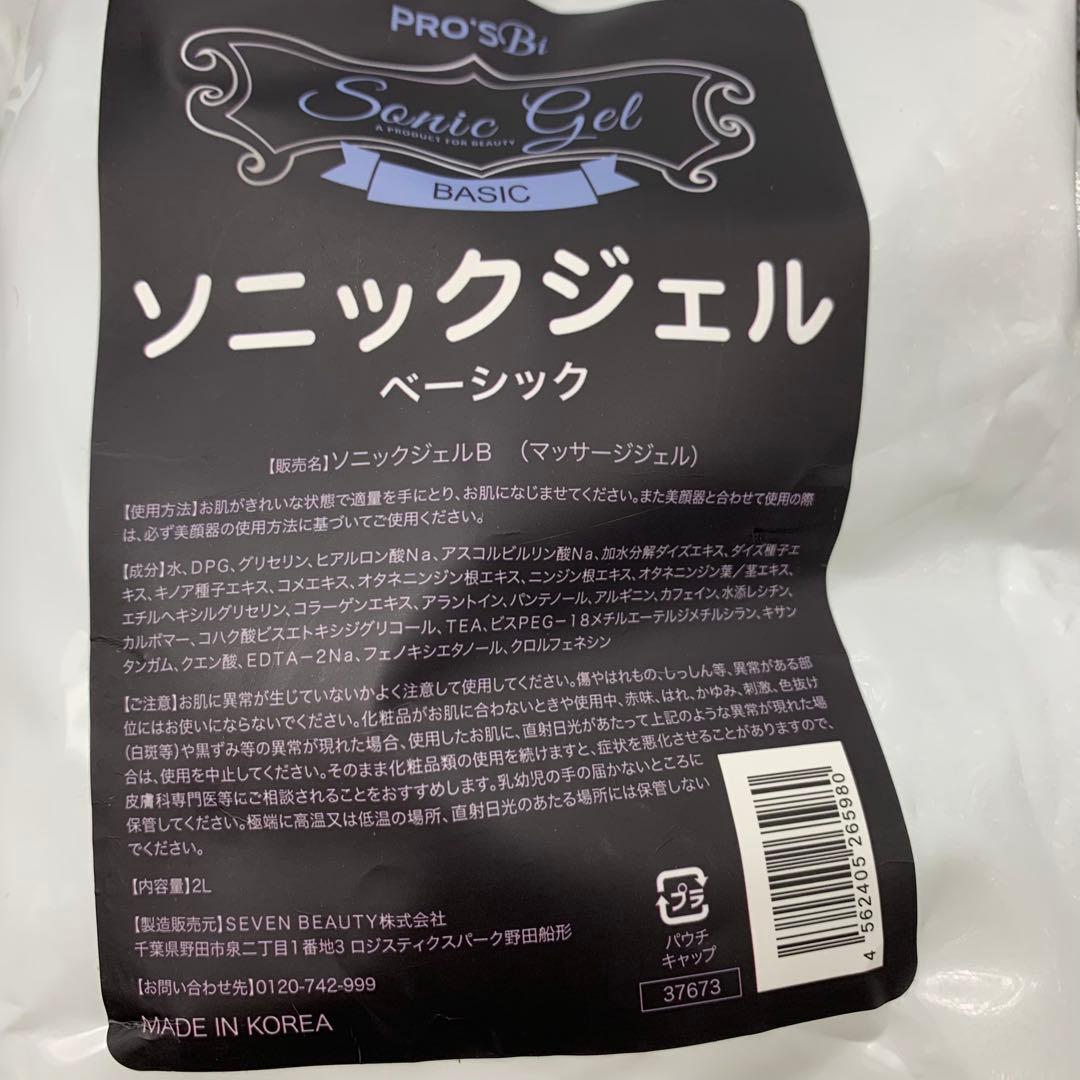 PRO'S Bi
Sonic Gel
A PRODUCT FOR BEAUTY
BASIC
ソニックジェル
ベーシック
【販売名】ソニックジェルB （マッサージジェル）
【使用方法】お肌がきれいな状態で適量を手にとり、お肌になじませてください。また美顔器と合わせて使用の際
は、必ず美顔器の使用方法に基づいてご使用ください。
【成分】水、DPG、グリセリン、ヒアルロン酸Na、アスコルビルリン酸Na、加水分解ダイズエキス、ダイズ種子エ
キス、キノア種子エキス、コメエキス、オタネニンジン根エキス、ニンジン根エキス、オタネニンジン葉／茎エキス、
エチルヘキシルグリセリン、コラーゲンエキス、アラントイン、パンテノール、アルギニン、カフェイン、水添レシチン、
カルボマー、コハク酸ビスエトキシジグリコール、TEA、ビスPEG－18メチルエーテルジメチルシラン、キサン
タンガム、クエン酸、EDTA－2Na、フェノキシエタノール、クロルフェネシン
【ご注意】お肌に異常が生じていないかよく注意して使用してください。傷やはれもの、しっしん等、異常がある部
位にはお使いにならないでください。化粧品がお肌に合わないときや使用中、赤味、はれ、かゆみ、刺激、色抜け
(白斑等)や黒ずみ等の異常が現れた場合、使用したお肌に、直射日光があたって上記のような異常が現れた場
合は、使用を中止してください。そのまま化粧品類の使用を続けますと、症状を悪化させることがありますので、
皮膚科専門医等にご相談されることをおすすめします。乳幼児の手の届かないところに
保管してください。極端に高温又は低温の場所、直射日光のあたる場所には保管しない
でください。
【内容量】2L
【製造販売元】SEVEN BEAUTY株式会社
千葉県野田市泉二丁目1番地3 ロジスティクスパーク野田船形
【お問い合わせ先】0120-742-999
MADE IN KOREA
プラ
パウチ
キャップ
37673
4 562405 265980